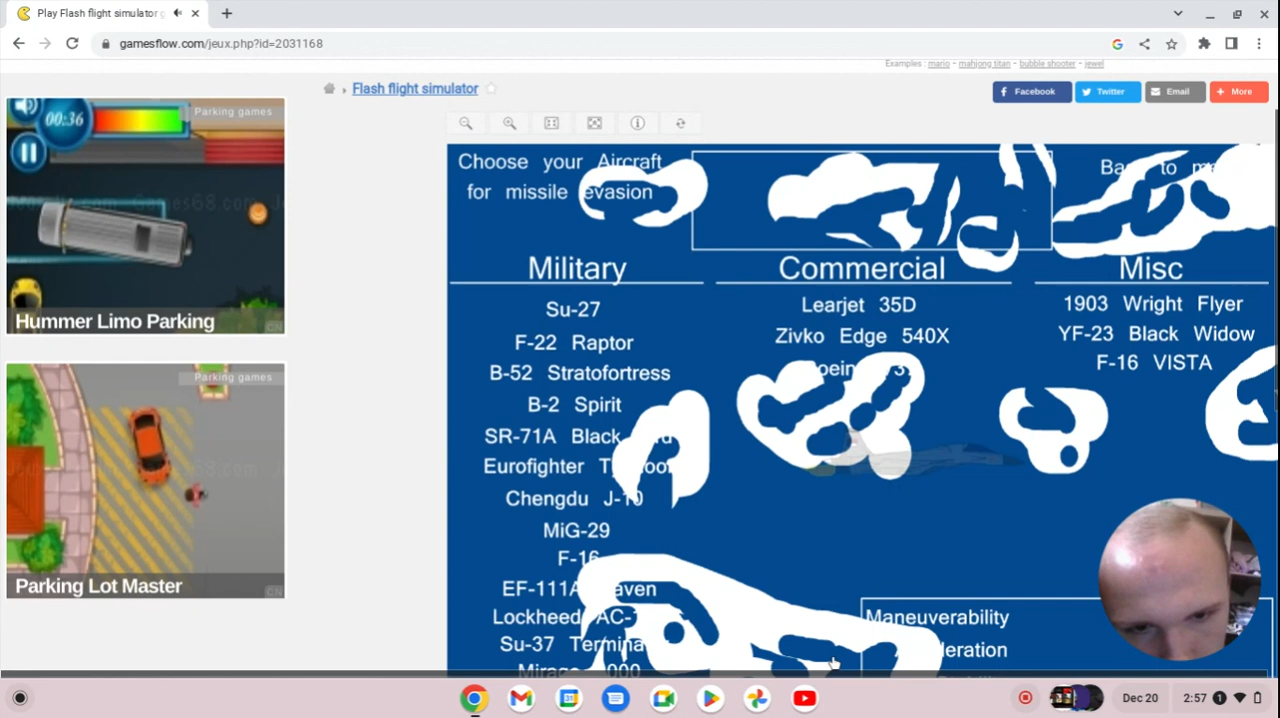 Play Flash flight simulator g
gamesflow.com/jeux.php?id=2031168
Examples : mario - mahjong titan - bubble shooter - jewel
Flash flight simulator
Facebook
Twitter
Email
More
00:36
Parking games
Hummer Limo Parking
Parking games
Parking Lot Master
Choose your Aircraft
for missile evasion
to
Military
Su-27
F-22 Raptor
B-52 Stratofortress
B-2 Spirit
SR-71A Black
Eurofighter
Chengdu J-10
MiG-29
F-16
EF-111A
Lockheed
Su-37
Commercial
Learjet 35D
Zivko Edge 540X
Misc
1903 Wright Flyer
YF-23 Black Widow
F-16 VISTA
Maneuverability
31
Dec 20
2:57
1